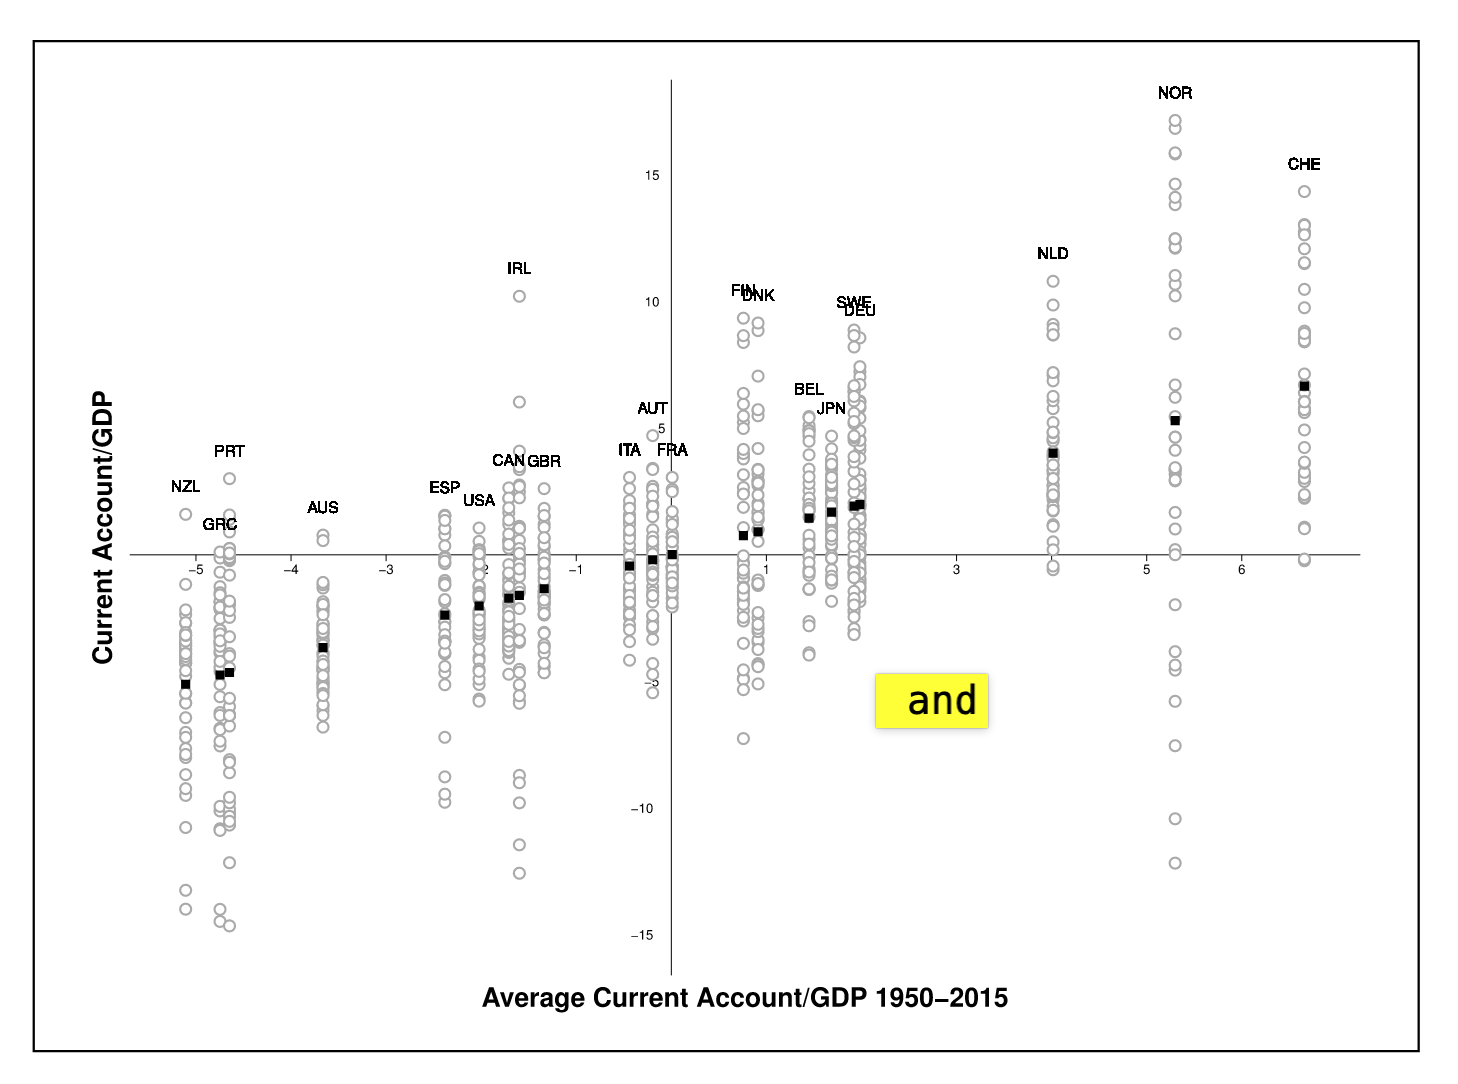 NOR
15
CHE
NLD
IRL
10
FIN
DNK
SWE
DEU
BEL
AUT
JPN
5
PRT
ITA
FRA
CAN
GBR
NZL
ESP
USA
GRC
AUS
−5
−4
−3
−2
−1
1
3
5
6
−5
and
−10
−15
Current Account/GDP
Average Current Account/GDP 1950−2015